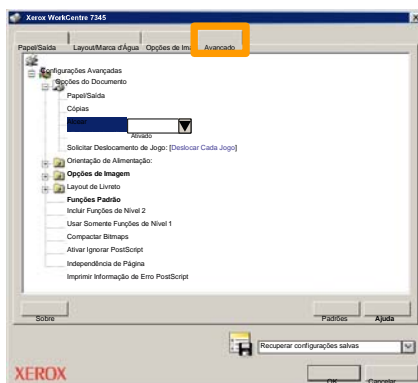 Xerox WorkCentre 7345
Papel/Saída Layout/Marca d'Água Opções de Ima Avançado
Configurações Avançadas
Opções do Documento
Papel/Saída
Cópias
Ativado
Solicitar Deslocamento de Jogo: [Deslocar Cada Jogo]
Orientação de Alimentação:
Opções de Imagem
Layout de Livreto
Funções Padrão
Incluir Funções de Nível 2
Usar Somente Funções de Nível 1
Compactar Bitmaps
Ativar Ignorar PostScript
Independência de Página
Imprimir Informação de Erro PostScript
Sobre Padrões Ajuda
Recuperar configurações salvas
XEROX OK Cancelar